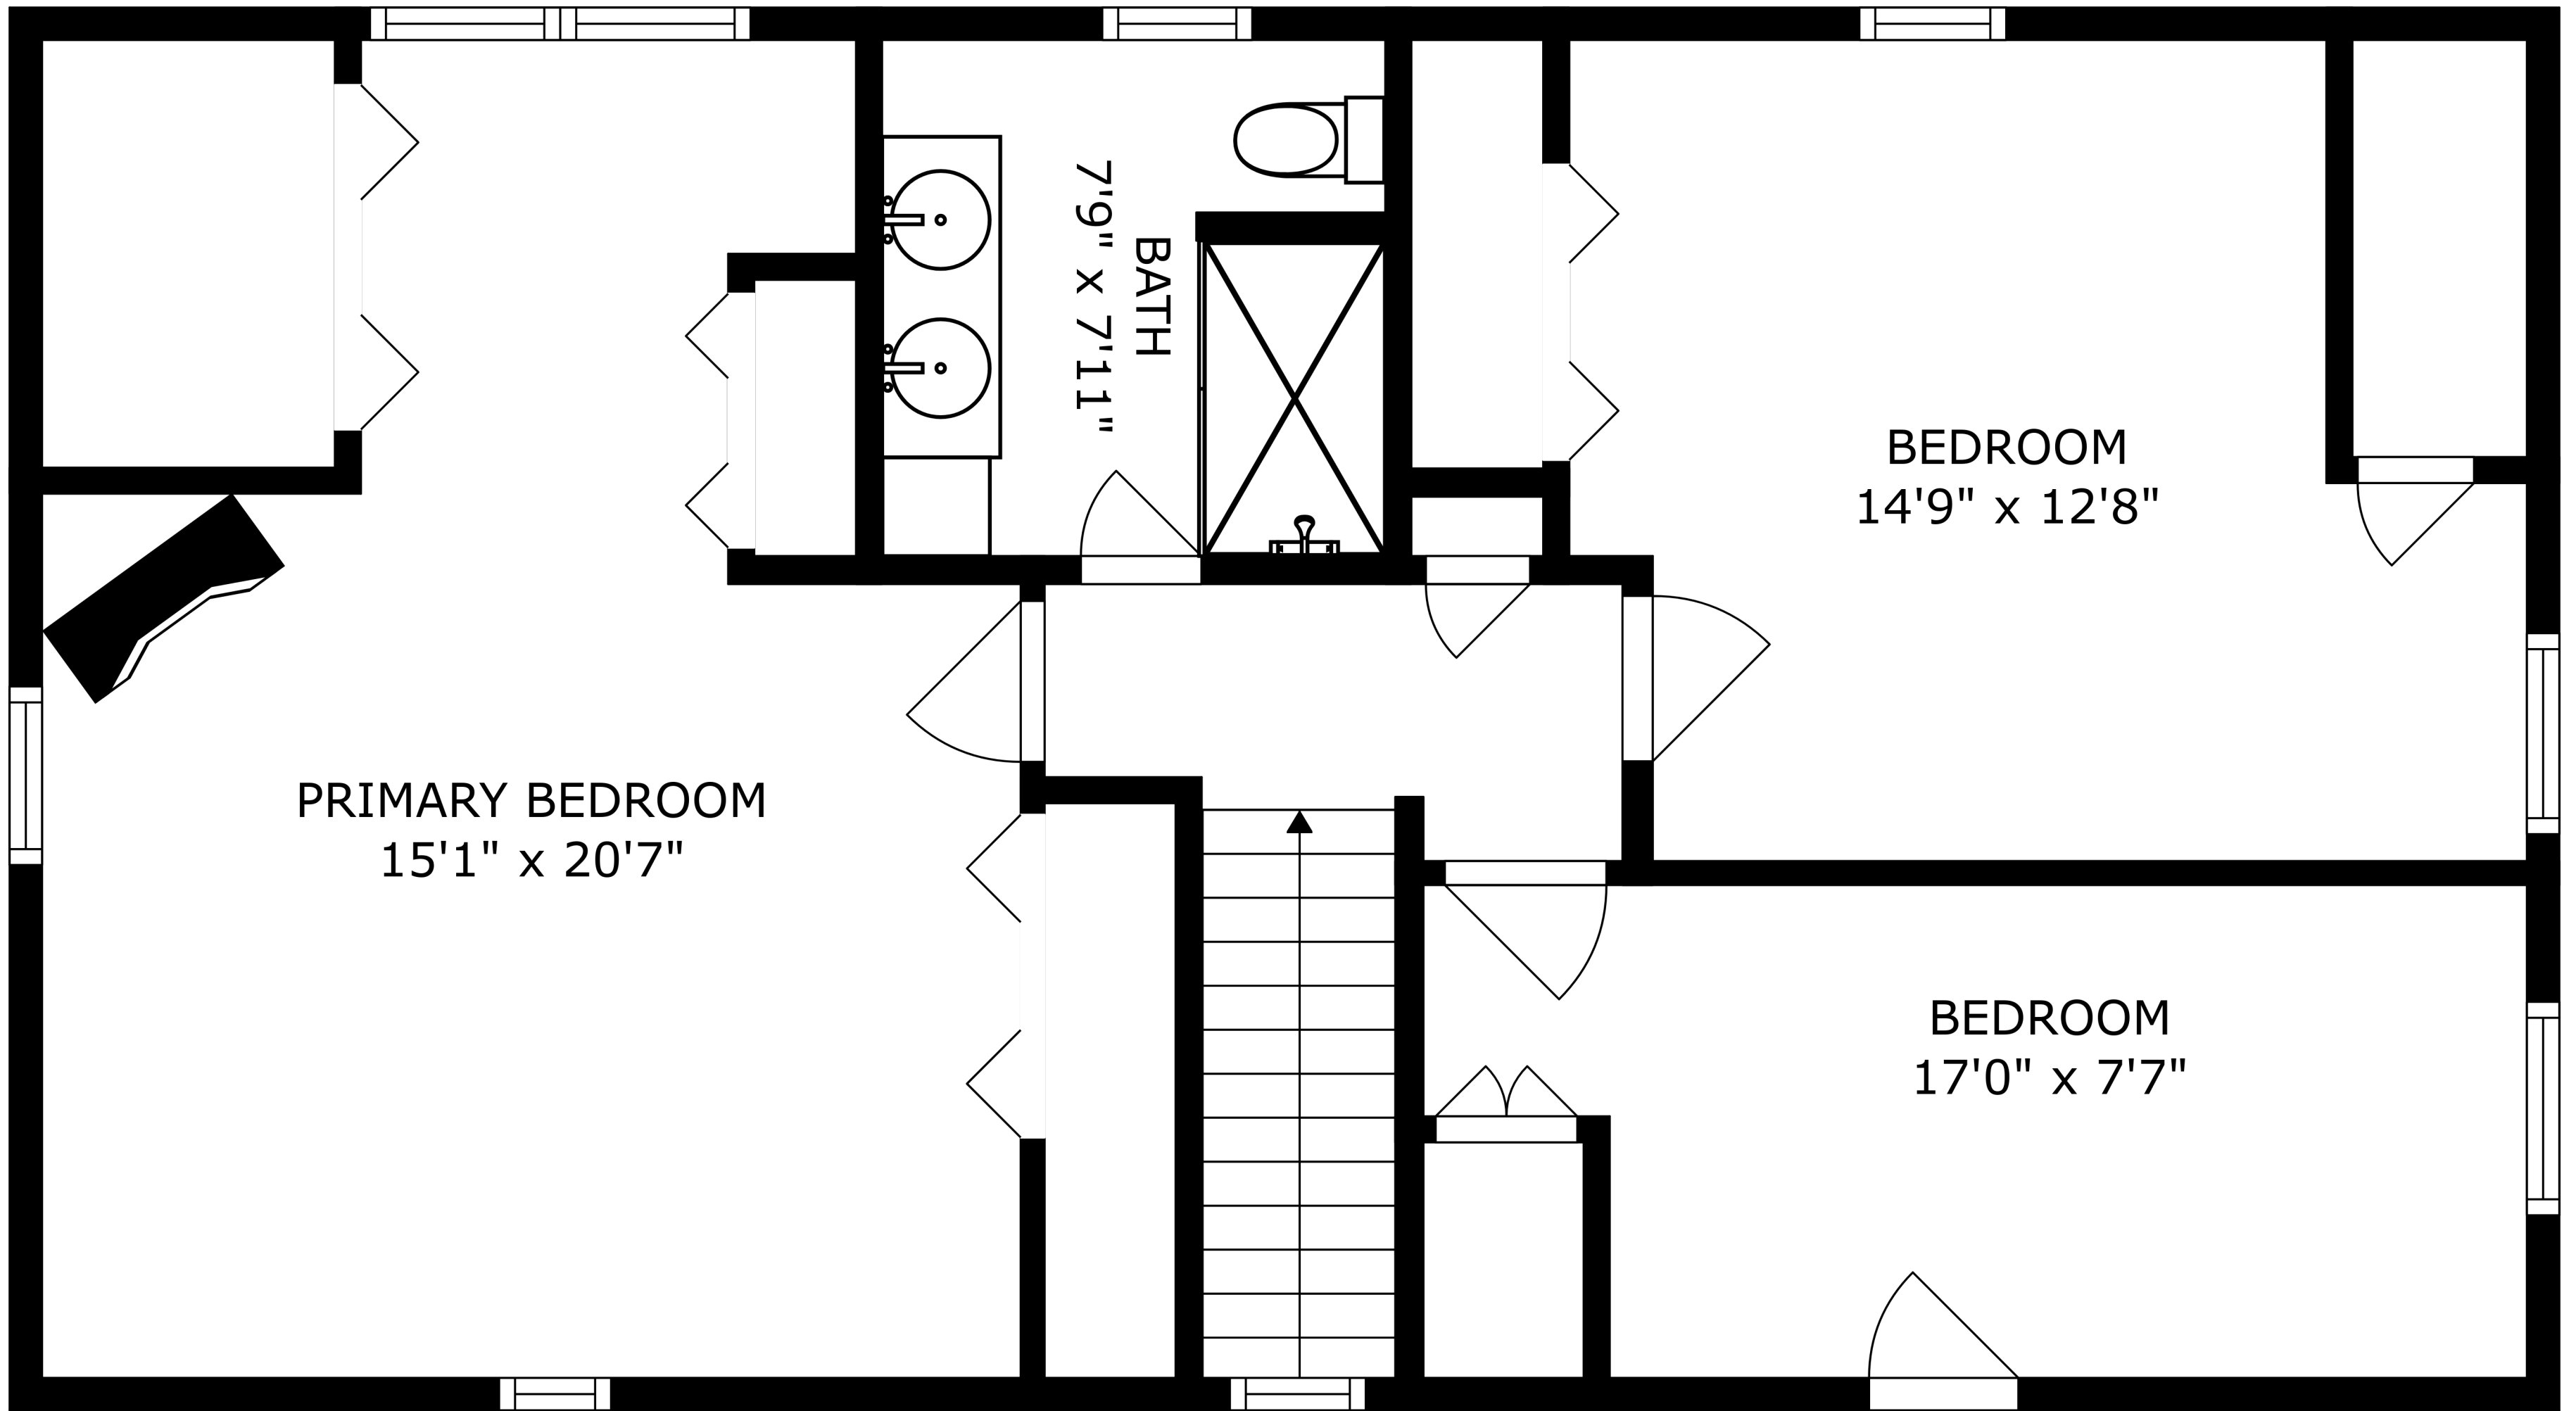 BATH
7'9" x 7'11"
BEDROOM
14'9" x 12'8"
PRIMARY BEDROOM
15'1" x 20'7"
BEDROOM
17'0" x 7'7"